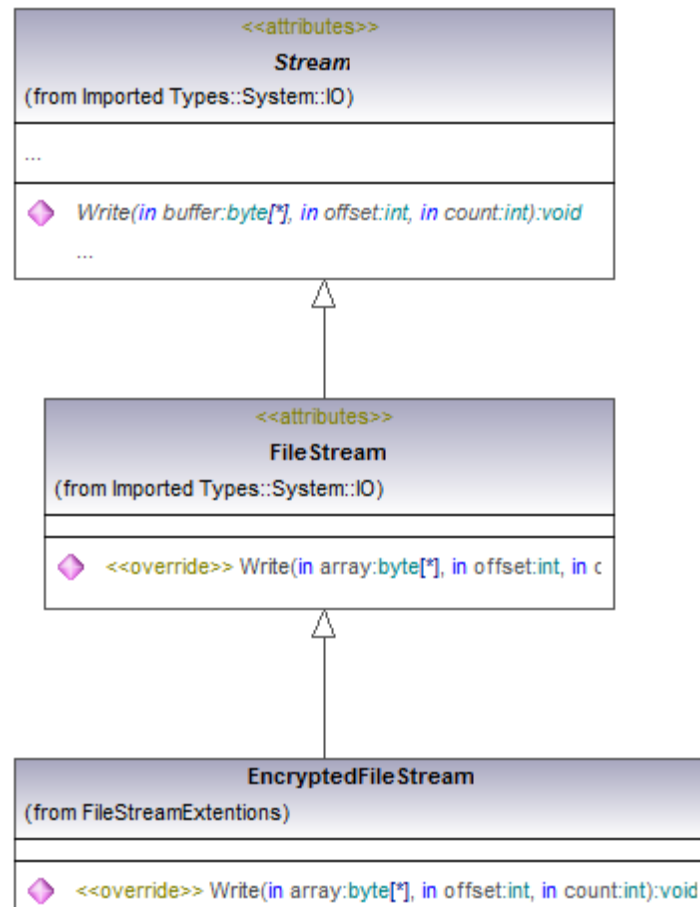 <<attributes>>
Stream
(from Imported Types::System::IO)
...
Write(in buffer:byte[*], in offset:int, in count:int):void
...
<<attributes>>
FileStream
(from Imported Types::System::IO)
<<override>> Write(in array:byte[*], in offset:int, in c
EncryptedFileStream
(from FileStreamExtentions)
<<override>> Write(in array:byte[*], in offset:int, in count:int):void